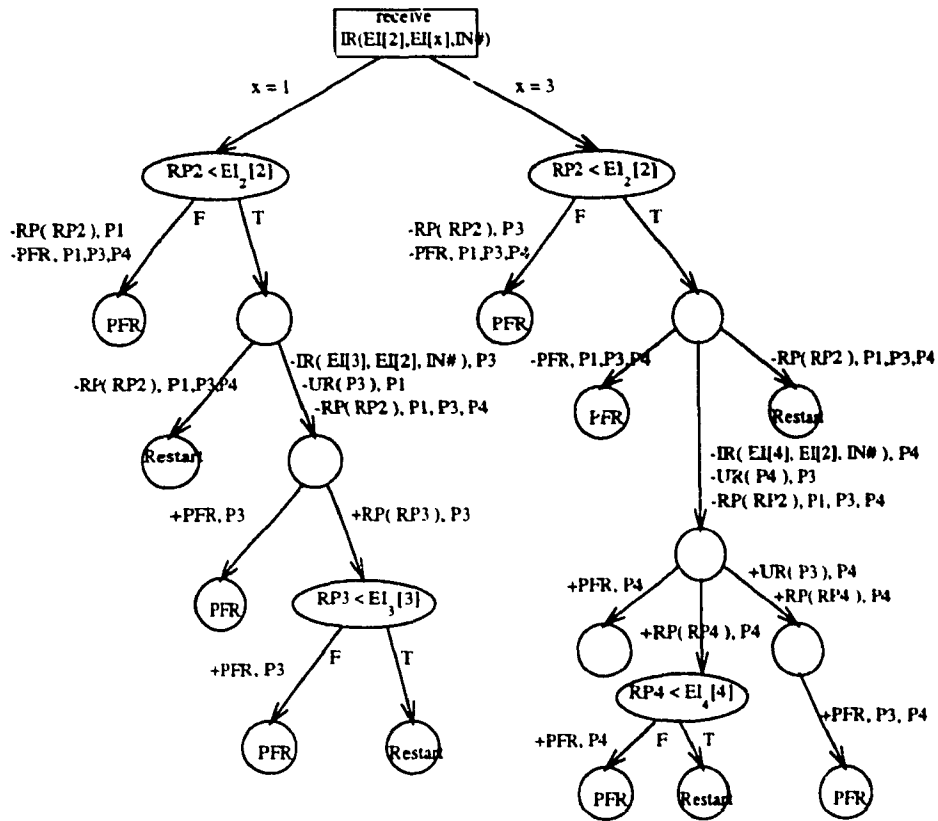 receive
IR(EI[2],EI[x],IN#)
x = 1
x = 3
RP2 < EI_2[2]
RP2 < EI_2[2]
F
T
F
T
-RP( RP2 ), P1
-PFR, P1,P3,P4
-RP( RP2 ), P3
-PFR, P1,P3,P4
PFR
PFR
-RP( RP2 ), P1,P3,P4
-IR( EI[3], EI[2], IN# ), P3
-UR( P3 ), P1
-RP( RP2 ), P1, P3, P4
-PFR, P1,P3,P4
-RP( RP2 ), P1,P3,P4
PFR
Restart
Restart
-IR( EI[4], EI[2], IN# ), P4
-UR( P4 ), P3
-RP( RP2 ), P1, P3, P4
+PFR, P3
+RP( RP3 ), P3
+PFR, P4
+UR( P3 ), P4
+RP( RP4 ), P4
PFR
RP3 < EI_3[3]
+RP( RP4 ), P4
+PFR, P3
F
T
RP4 < EI_4[4]
+PFR, P3, P4
PFR
Restart
+PFR, P4
F
T
PFR
Restart
PFR